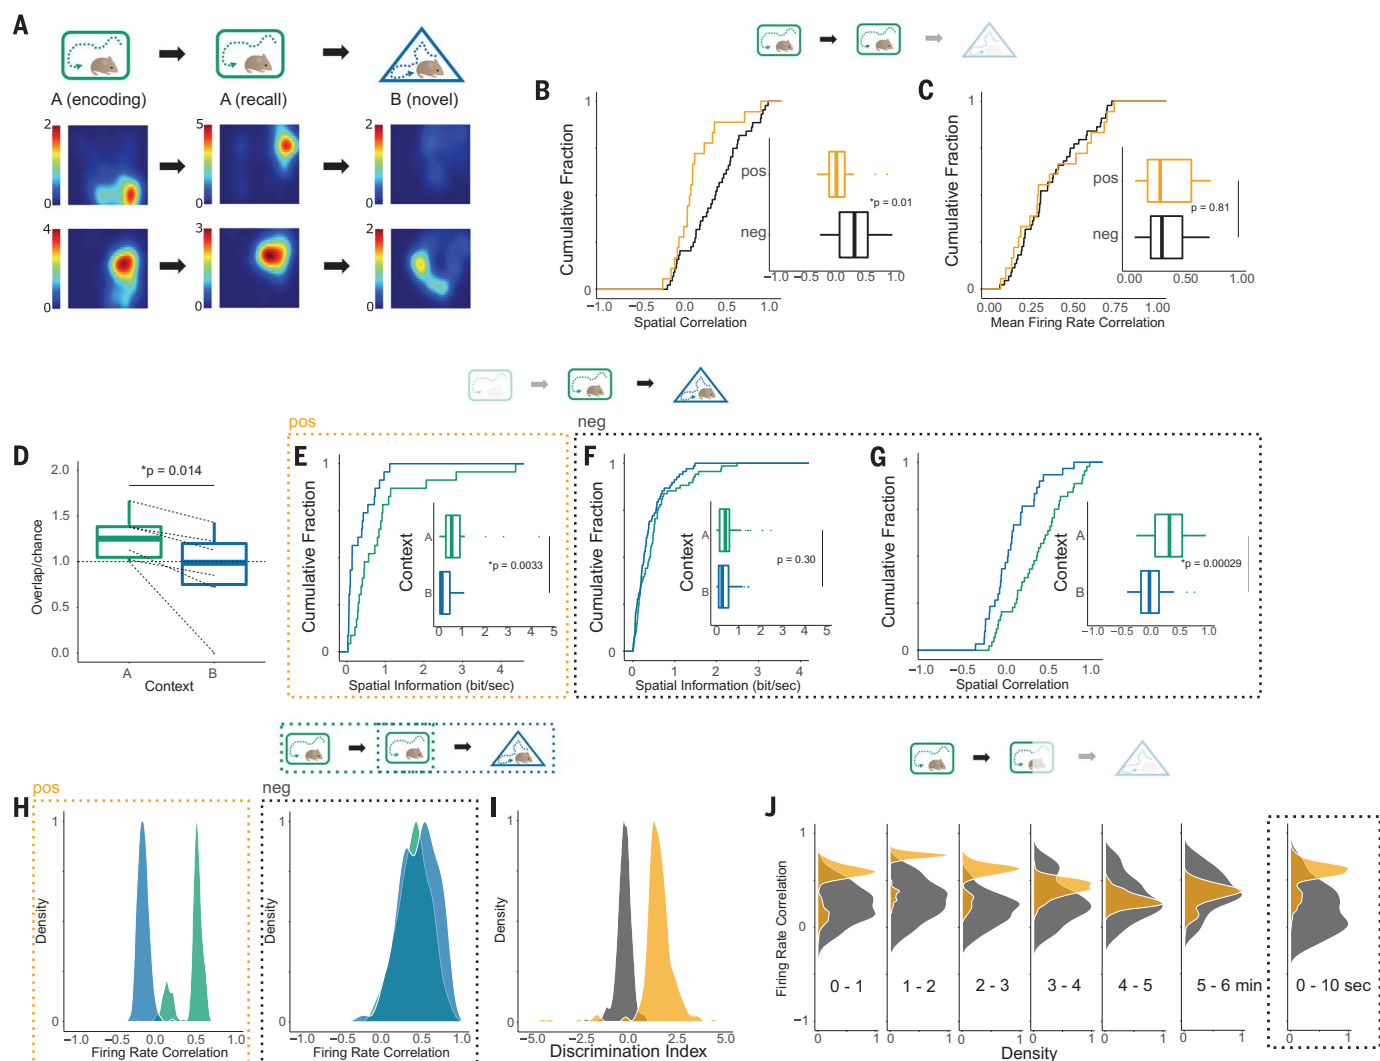 A
A (encoding)
A (recall)
B (novel)
2
0
5
0
2
0
4
0
3
0
2
0
B
Cumulative Fraction
1
0
−1.0 −0.5 0.0 0.5 1.0
Spatial Correlation
pos
neg
*p = 0.01
−1.0 −0.5 0.0 0.5 1.0
C
Cumulative Fraction
1
0
0.00 0.25 0.50 0.75 1.00
Mean Firing Rate Correlation
pos
neg
p = 0.81
0.00 0.50 1.00
D
Overlap/chance
2.0
1.5
1.0
0.5
0.0
*p = 0.014
A B
Context
pos
E
Cumulative Fraction
1
0
0 1 2 3 4
Spatial Information (bit/sec)
Context
A
B
*p = 0.0033
0 1 2 3 4 5
neg
F
Cumulative Fraction
1
0
0 1 2 3 4
Spatial Information (bit/sec)
Context
A
B
p = 0.30
0 1 2 3 4 5
G
Cumulative Fraction
1
0
−1.0 −0.5 0.0 0.5 1.0
Spatial Correlation
Context
A
B
*p = 0.00029
−1.0 −0.5 0.0 0.5 1.0
H
pos
Density
1
0
−1.0 −0.5 0.0 0.5 1.0
Firing Rate Correlation
neg
Density
1
0
−1.0 −0.5 0.0 0.5 1.0
Firing Rate Correlation
I
Density
1
0
−5.0 −2.5 0.0 2.5 5.0
Discrimination Index
J
Firing Rate Correlation
1
0
−1
0 - 1
1 - 2
2 - 3
3 - 4
4 - 5
5 - 6 min
0 - 10 sec
0 1
0 1
0 1
0 1
0 1
0 1
0 1
Density